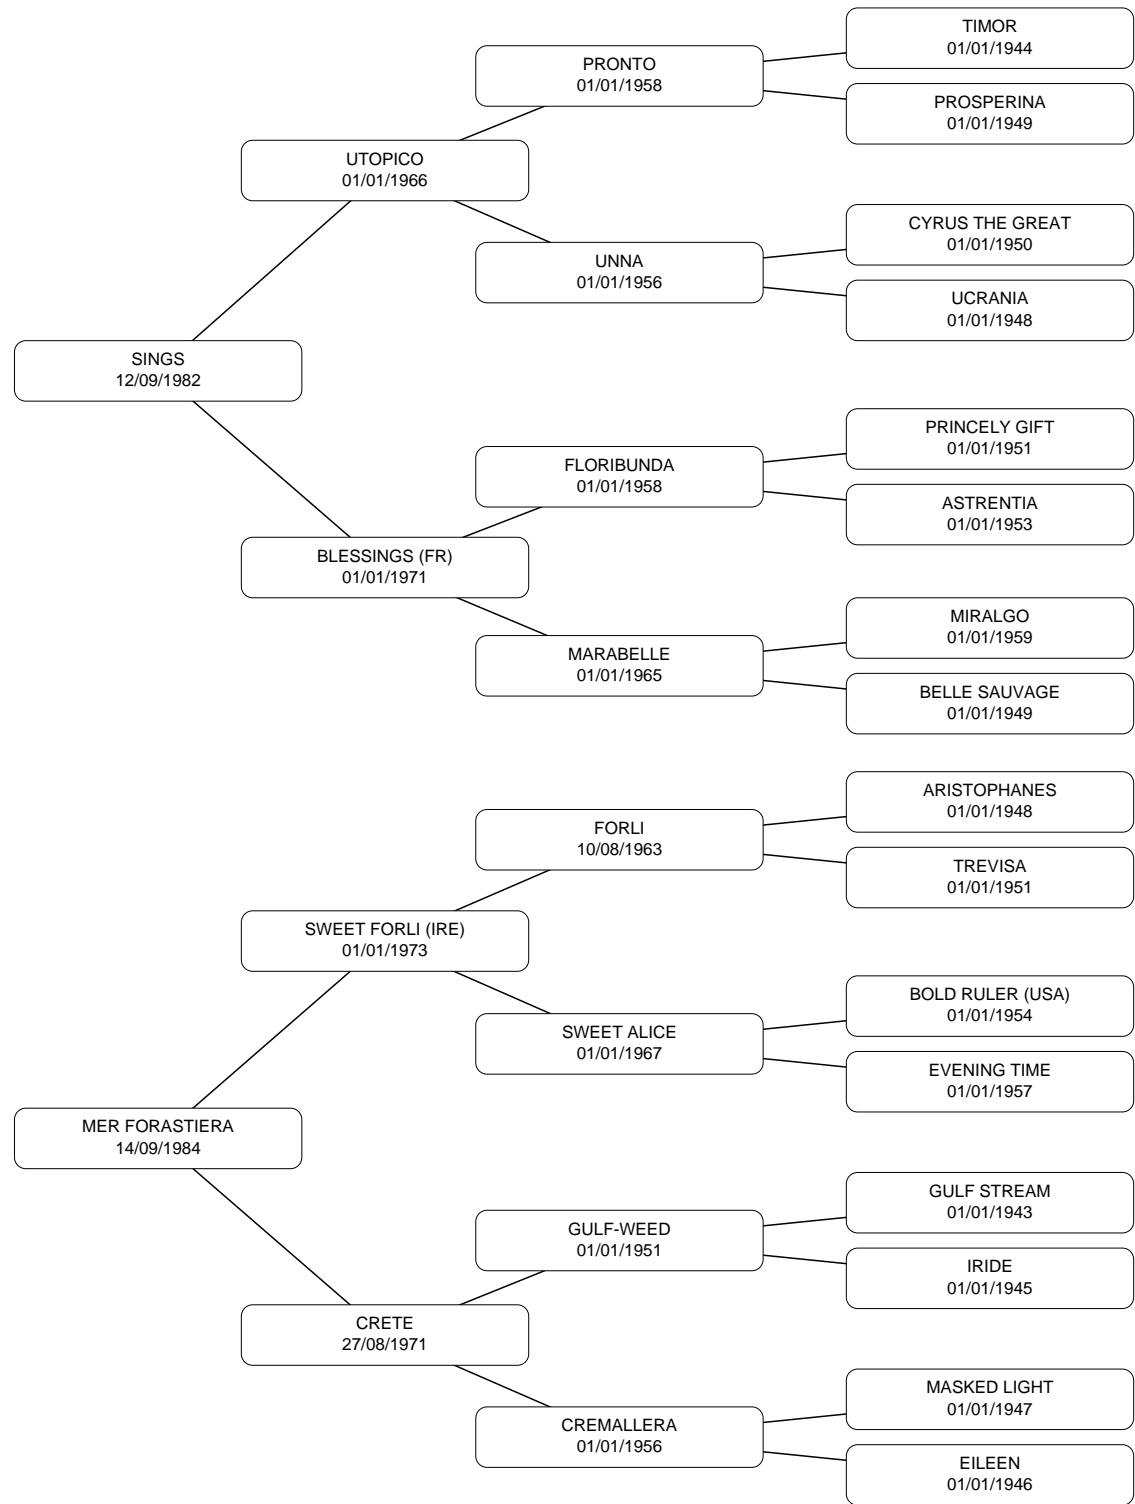 TIMOR
01/01/1944
PRONTO
01/01/1958
PROSPERINA
01/01/1949
UTOPICO
01/01/1966
CYRUS THE GREAT
01/01/1950
UNNA
01/01/1956
UCRANIA
01/01/1948
SINGS
12/09/1982
PRINCELY GIFT
01/01/1951
FLORIBUNDA
01/01/1958
ASTRENTIA
01/01/1953
BLESSINGS (FR)
01/01/1971
MIRALGO
01/01/1959
MARABELLE
01/01/1965
BELLE SAUVAGE
01/01/1949
ARISTOPHANES
01/01/1948
FORLI
10/08/1963
TREVISA
01/01/1951
SWEET FORLI (IRE)
01/01/1973
BOLD RULER (USA)
01/01/1954
SWEET ALICE
01/01/1967
EVENING TIME
01/01/1957
MER FORASTIERA
14/09/1984
GULF STREAM
01/01/1943
GULF-WEED
01/01/1951
IRIDE
01/01/1945
CRETE
27/08/1971
MASKED LIGHT
01/01/1947
CREMALLERA
01/01/1956
EILEEN
01/01/1946